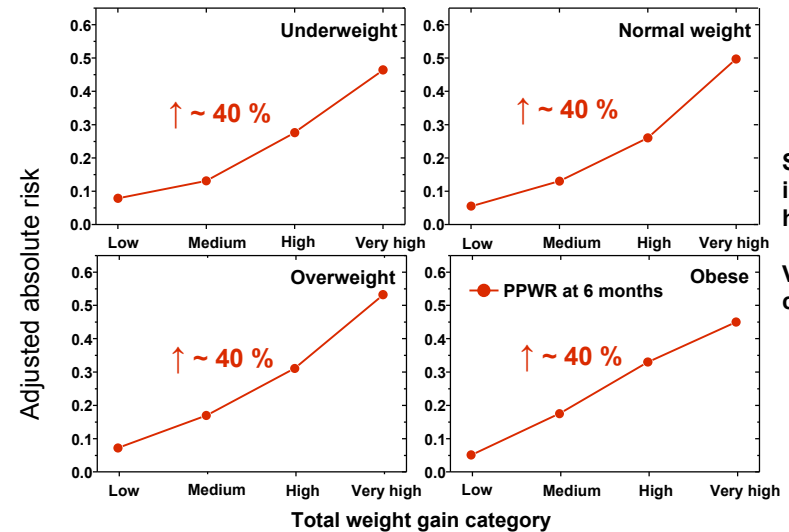 Underweight
0.6
0.5
0.4
0.3
0.2
0.1
0.0
↑ ~ 40 %
Low Medium High Very high
Normal weight
0.6
0.5
0.4
0.3
0.2
0.1
0.0
↑ ~ 40 %
Low Medium High Very high
Overweight
0.6
0.5
0.4
0.3
0.2
0.1
0.0
↑ ~ 40 %
Low Medium High Very high
Obese
PPWR at 6 months
0.6
0.5
0.4
0.3
0.2
0.1
0.0
↑ ~ 40 %
Low Medium High Very high
Adjusted absolute risk
Total weight gain category